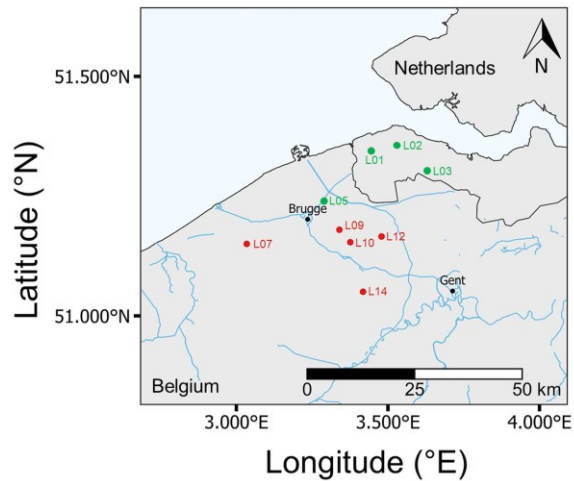 51.500°N
Netherlands
N
L02
L01
L03
L05
Brugge
L09
L12
L07
L10
Latitude (°N)
Gent
L14
51.000°N
Belgium
0 25 50 km
3.000°E 3.500°E 4.000°E
Longitude (°E)